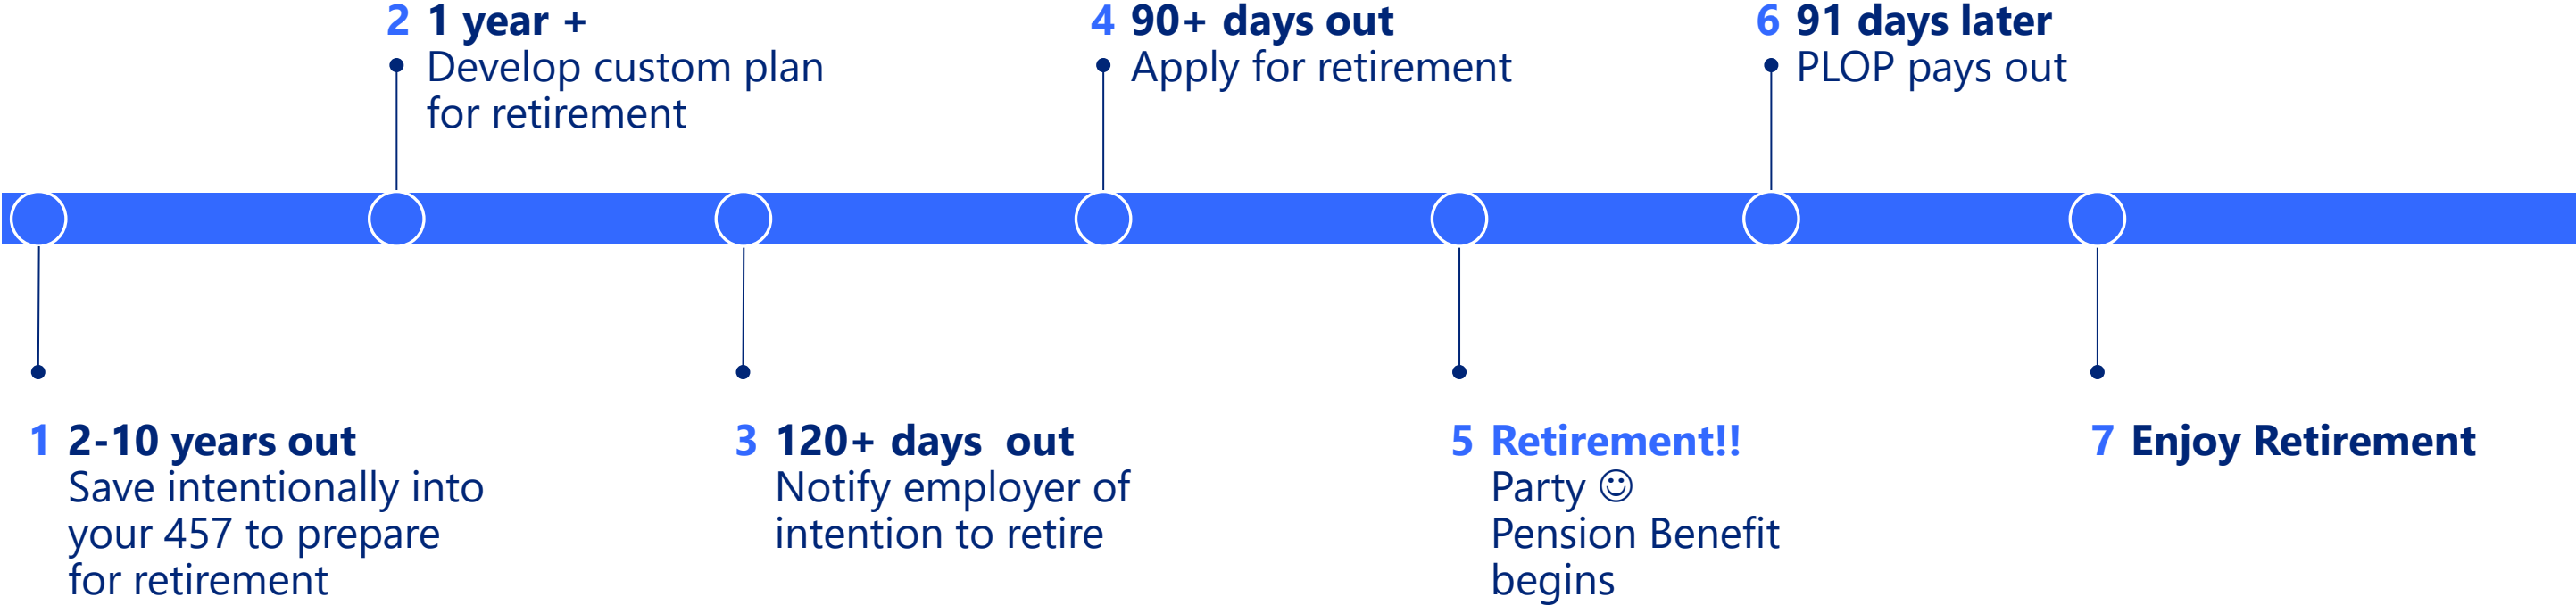 1 2-10 years out
Save intentionally into
your 457 to prepare
for retirement
2 1 year +
Develop custom plan
for retirement
3 120+ days  out
Notify employer of
intention to retire
4 90+ days out
Apply for retirement
5 Retirement!!
Party ☺
Pension Benefit
begins
6 91 days later
PLOP pays out
7 Enjoy Retirement